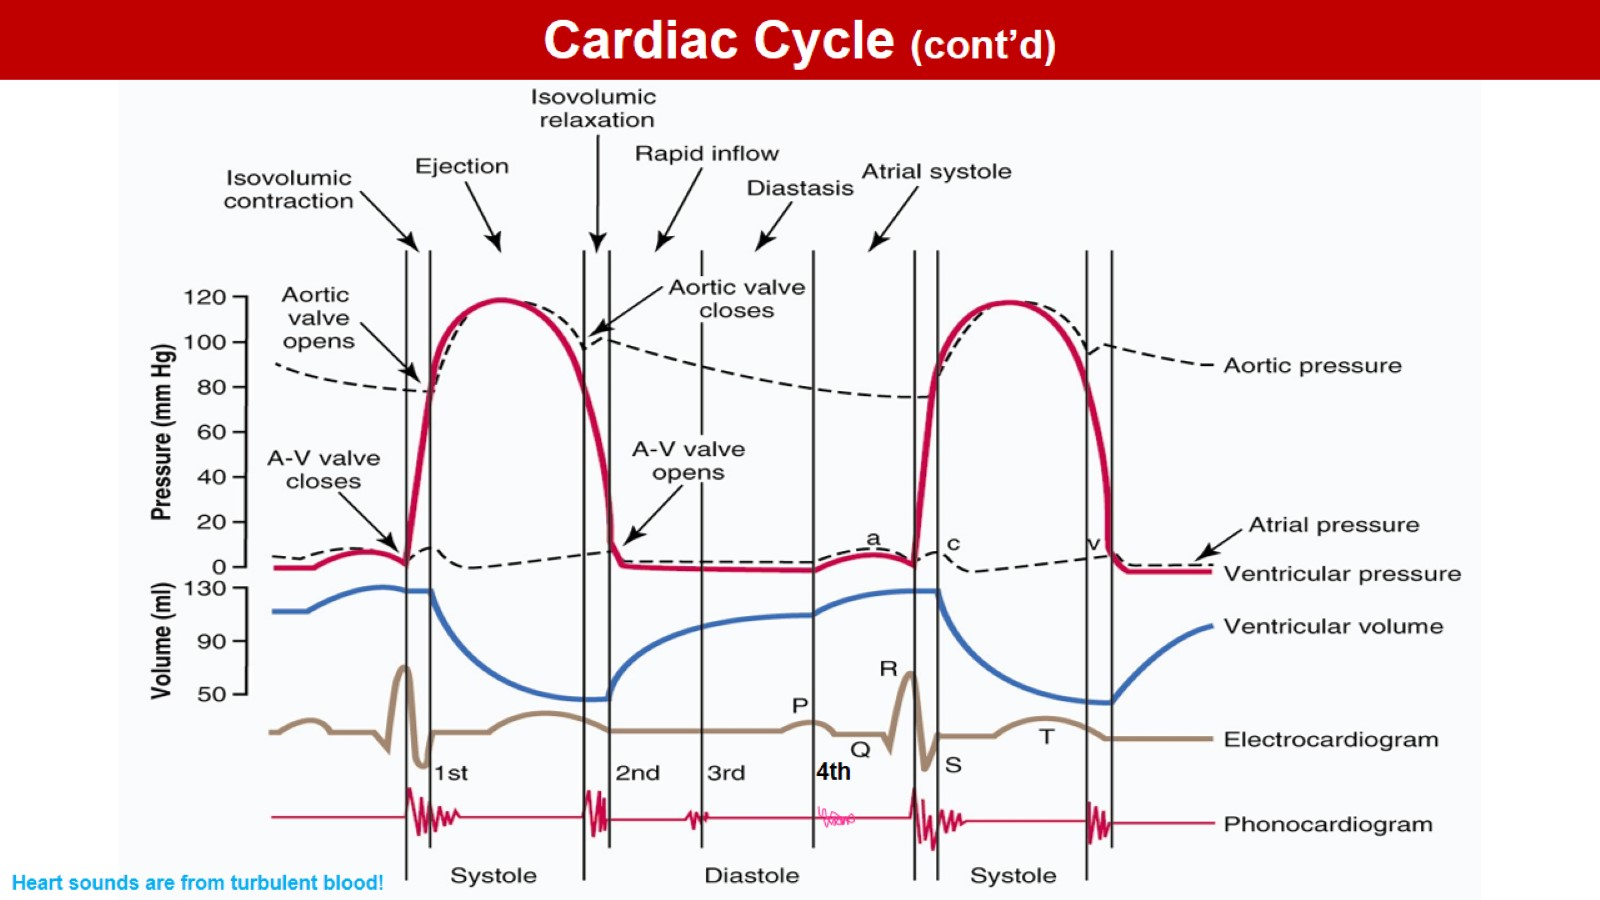 Cardiac Cycle (cont’d)
Isovolumic
relaxation
Rapid inflow
Ejection
Atrial systole
Isovolumic
contraction
Diastasis
Aortic
valve
opens
Aortic valve
closes
A-V valve
closes
A-V valve
opens
Pressure (mm Hg)
120
100
80
60
40
20
0
a
c
v
Aortic pressure
Atrial pressure
Ventricular pressure
Volume (ml)
130
90
50
Ventricular volume
R
P
Q
S
T
Electrocardiogram
1st
2nd
3rd
4th
Phonocardiogram
Systole
Diastole
Systole
Heart sounds are from turbulent blood!